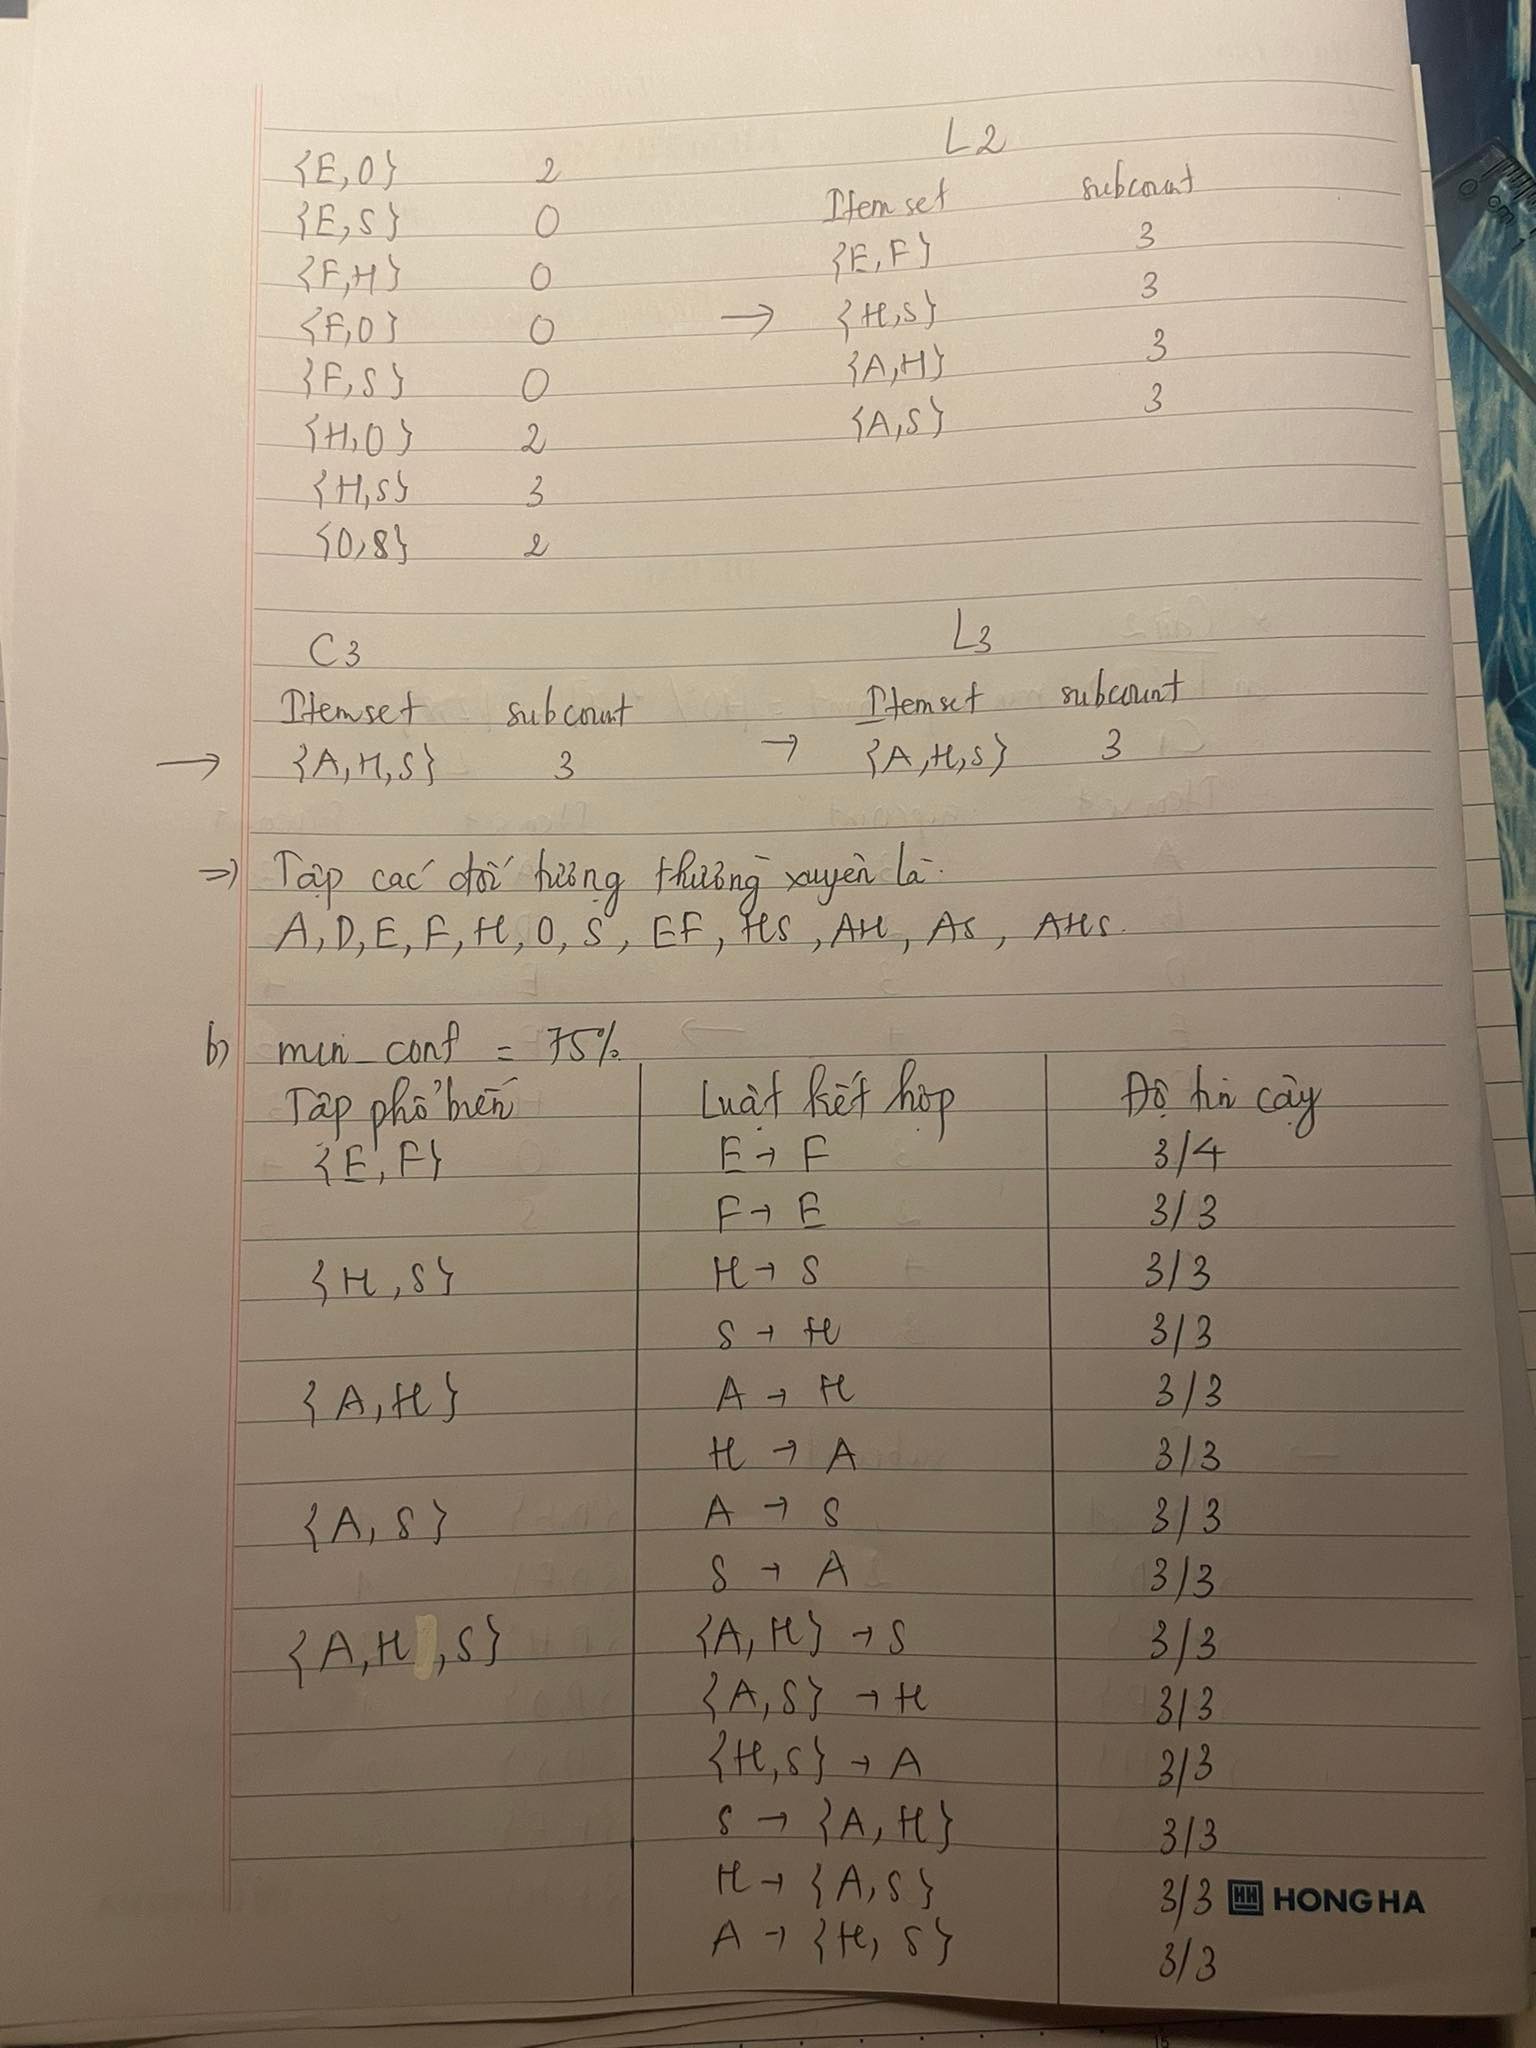 {E,O} 2
{E,S} 0
{F,H} 0
{F,O} 0
{F,S} 0
{H,O} 2
{H,S} 3
{O,S} 2
L2
Itemset subcount
{E,F} 3
→ {H,S} 3
{A,H} 3
{A,S} 3
C3
Itemset subcount
→ {A,H,S} 3
L3
Itemset subcount
→ {A,H,S} 3
⇒ Tập các đối tượng thường xuyên là:
A, D, E, F, H, O, S, EF, HS, AH, AS, AHS.
b) min_conf = 75%
Tập phổ biến Luật kết hợp Độ tin cậy
{E,F} E → F 3/4
F → E 3/3
{H,S} H → S 3/3
S → H 3/3
{A,H} A → H 3/3
H → A 3/3
{A,S} A → S 3/3
S → A 3/3
{A,H,S} {A,H} → S 3/3
{A,S} → H 3/3
{H,S} → A 3/3
S → {A,H} 3/3
H → {A,S} 3/3
A → {H,S} 3/3
HH HONG HA